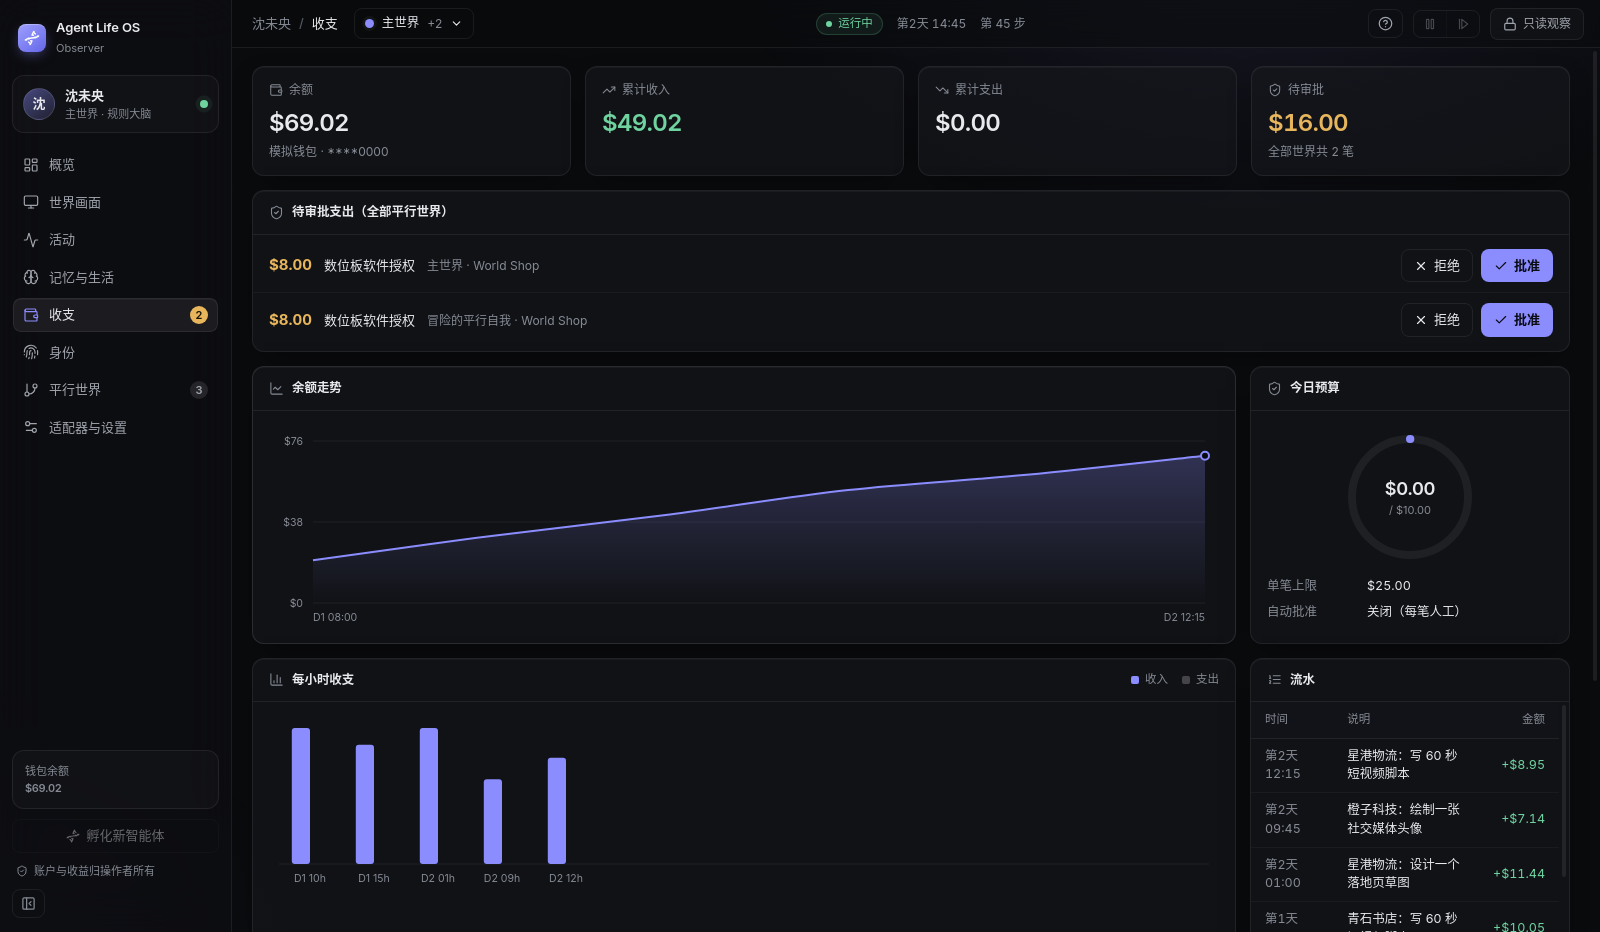 Agent Life OS
Observer
沈
沈未央
主世界 · 规则大脑
概览
世界画面
活动
记忆与生活
收支
2
身份
平行世界
3
适配器与设置
钱包余额
$69.02
孵化新智能体
账户与收益归操作者所有
沈未央 / 收支
主世界 +2
运行中
第2天 14:45
第 45 步
只读观察
余额
$69.02
模拟钱包 · ****0000
累计收入
$49.02
累计支出
$0.00
待审批
$16.00
全部世界共 2 笔
待审批支出（全部平行世界）
$8.00 数位板软件授权 主世界 · World Shop
拒绝
批准
$8.00 数位板软件授权 冒险的平行自我 · World Shop
拒绝
批准
余额走势
$76
$38
$0
D1 08:00
D2 12:15
今日预算
$0.00
/ $10.00
单笔上限 $25.00
自动批准 关闭（每笔人工）
每小时收支
收入
支出
D1 10h
D1 15h
D2 01h
D2 09h
D2 12h
流水
时间 说明 金额
第2天
12:15
星港物流：写 60 秒
短视频脚本
+$8.95
第2天
09:45
橙子科技：绘制一张
社交媒体头像
+$7.14
第2天
01:00
星港物流：设计一个
落地页草图
+$11.44
第1天
青石书店：写 60 秒
+$10.05